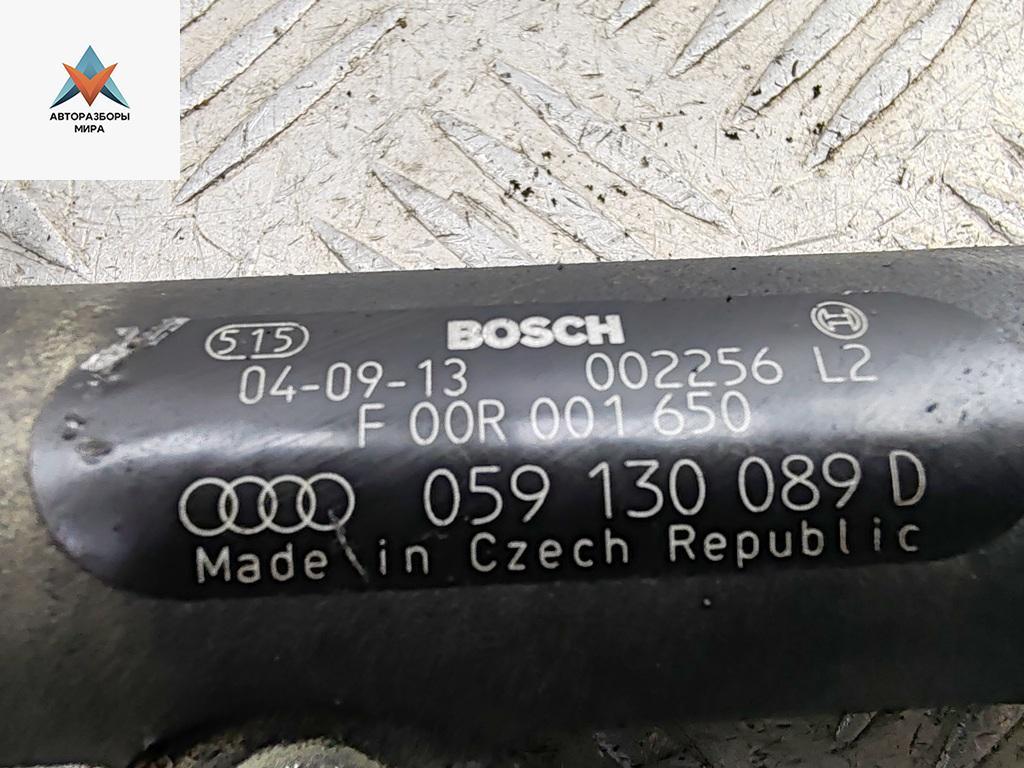 АВТОРАЗБОРЫ
МИРА
515 BOSCH
04-09-13 002256 L2
F 00R 001 650
059 130 089 D
Made in Czech Republic